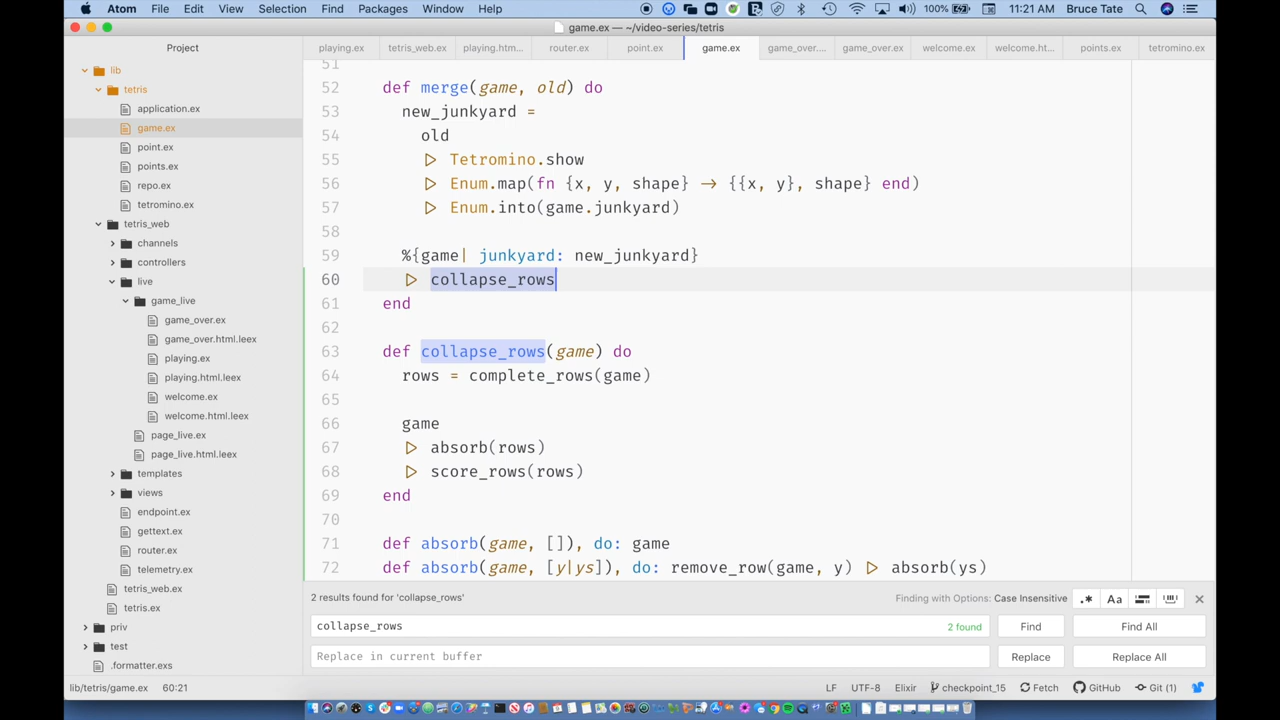 Atom File Edit View Selection Find Packages Window Help 100% 11:21 AM Bruce Tate
game.ex — ~/video-series/tetris
Project
playing.ex tetris_web.ex playing.htm... router.ex point.ex game.ex game_over.... game_over.ex welcome.ex welcome.ht... points.ex tetromino.ex
lib
tetris
application.ex
game.ex
point.ex
points.ex
repo.ex
tetromino.ex
tetris_web
channels
controllers
live
game_live
game_over.ex
game_over.html.leex
playing.ex
playing.html.leex
welcome.ex
welcome.html.leex
page_live.ex
page_live.html.leex
templates
views
endpoint.ex
gettext.ex
router.ex
telemetry.ex
tetris_web.ex
tetris.ex
priv
test
.formatter.exs
51
52 def merge(game, old) do
53 new_junkyard =
54 old
55 |> Tetromino.show
56 |> Enum.map(fn {x, y, shape} -> {{x, y}, shape} end)
57 |> Enum.into(game.junkyard)
58
59 %{game| junkyard: new_junkyard}
60 |> collapse_rows
61 end
62
63 def collapse_rows(game) do
64 rows = complete_rows(game)
65
66 game
67 |> absorb(rows)
68 |> score_rows(rows)
69 end
70
71 def absorb(game, []), do: game
72 def absorb(game, [y|ys]), do: remove_row(game, y) |> absorb(ys)
2 results found for 'collapse_rows' Finding with Options: Case Insensitive .* Aa
collapse_rows 2 found Find Find All
Replace in current buffer Replace Replace All
lib/tetris/game.ex 60:21 LF UTF-8 Elixir checkpoint_15 Fetch GitHub Git (1)